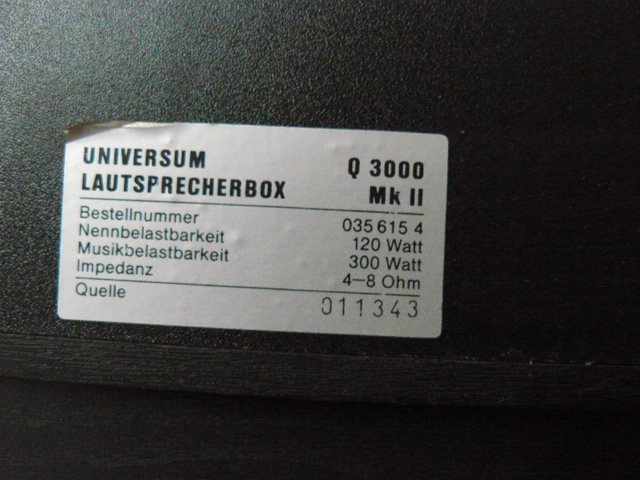 UNIVERSUM Q 3000
LAUTSPRECHERBOX Mk II
Bestellnummer 035 615 4
Nennbelastbarkeit 120 Watt
Musikbelastbarkeit 300 Watt
Impedanz 4–8 Ohm
Quelle 011343